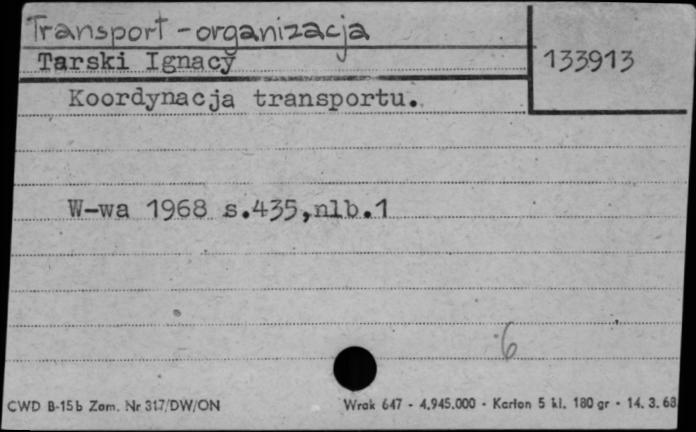 Transport - organizacja
Tarski Ignacy
133913
Koordynacja transportu.
W-wa 1968 s.435,nlb.1
6
CWD B-15b Zam. Nr 317/DW/ON
Wrak 647 - 4.945.000 - Karton 5 kl. 180 gr - 14.3.68